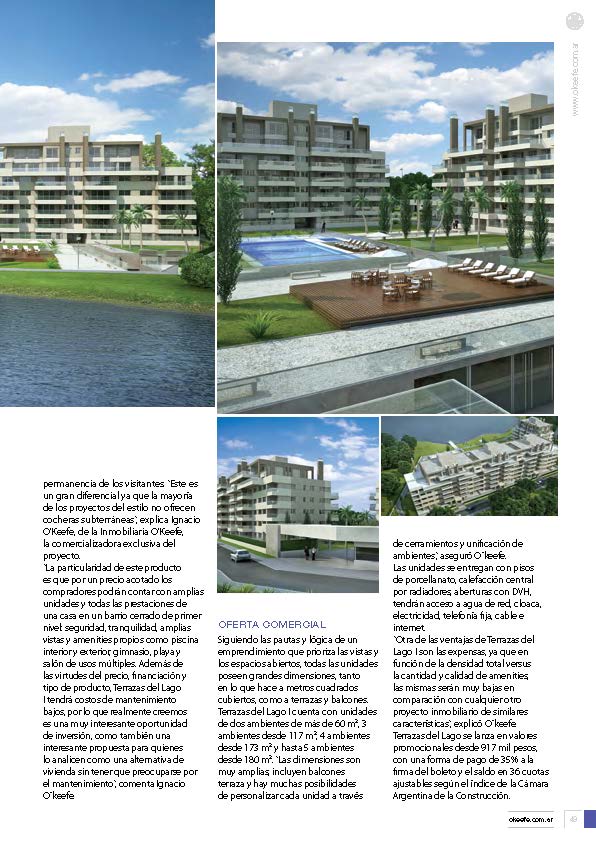 www.okeefe.com.ar
permanencia de los visitantes. "Este es
un gran diferencial ya que la mayoría
de los proyectos del estilo no ofrecen
cocheras subterráneas", explica Ignacio
O'Keefe, de la Inmobiliaria O'Keefe,
la comercializadora exclusiva del
proyecto.
"La particularidad de este producto
es que por un precio acotado los
compradores podrán contar con amplias
unidades y todas las prestaciones de
una casa en un barrio cerrado de primer
nivel: seguridad, tranquilidad, amplias
vistas y amenities propios como piscina
interior y exterior, gimnasio, playa y
salón de usos múltiples. Además de
las virtudes del precio, financiación y
tipo de producto, Terrazas del Lago
I tendrá costos de mantenimiento
bajos, por lo que realmente creemos
es una muy interesante oportunidad
de inversión, como también una
interesante propuesta para quienes
lo analicen como una alternativa de
vivienda sin tener que preocuparse por
el mantenimiento", comenta Ignacio
O'Keefe.
OFERTA COMERCIAL
Siguiendo las pautas y lógica de un
emprendimiento que prioriza las vistas y
los espacios abiertos, todas las unidades
poseen grandes dimensiones, tanto
en lo que hace a metros cuadrados
cubiertos, como a terrazas y balcones.
Terrazas del Lago I cuenta con unidades
de dos ambientes de más de 60 m², 3
ambientes desde 117 m², 4 ambientes
desde 173 m² y hasta 5 ambientes
desde 180 m². "Las dimensiones son
muy amplias, incluyen balcones
terraza y hay muchas posibilidades
de personalizar cada unidad a través
de cerramientos y unificación de
ambientes", aseguró O´keefe.
Las unidades se entregan con pisos
de porcellanato, calefacción central
por radiadores, aberturas con DVH,
tendrán acceso a agua de red, cloaca,
electricidad, telefonía fija, cable e
internet.
"Otra de las ventajas de Terrazas del
Lago I son las expensas, ya que en
función de la densidad total versus
la cantidad y calidad de amenities,
las mismas serán muy bajas en
comparación con cualquier otro
proyecto inmobiliario de similares
características", explicó O´keefe.
Terrazas del Lago se lanza en valores
promocionales desde 917 mil pesos,
con una forma de pago de 35% a la
firma del boleto y el saldo en 36 cuotas
ajustables según el índice de la Cámara
Argentina de la Construcción.
okeefe.com.ar
49